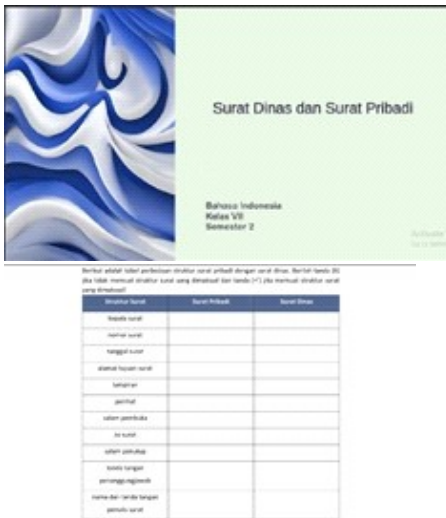 Surat Dinas dan Surat Pribadi
Bahasa Indonesia
Kelas VII
Semester 2
Berikut adalah tabel perbedaan struktur surat pribadi dengan surat dinas. Berilah tanda (X)
jika tidak memuat struktur surat yang dimaksud dan tanda (✓) jika memuat struktur surat
yang dimaksud!
Struktur Surat Surat Pribadi Surat Dinas
kepala surat
nomor surat
tanggal surat
alamat tujuan surat
lampiran
perihal
salam pembuka
isi surat
salam penutup
tanda tangan
penanggungjawab
nama dan tanda tangan
penulis surat